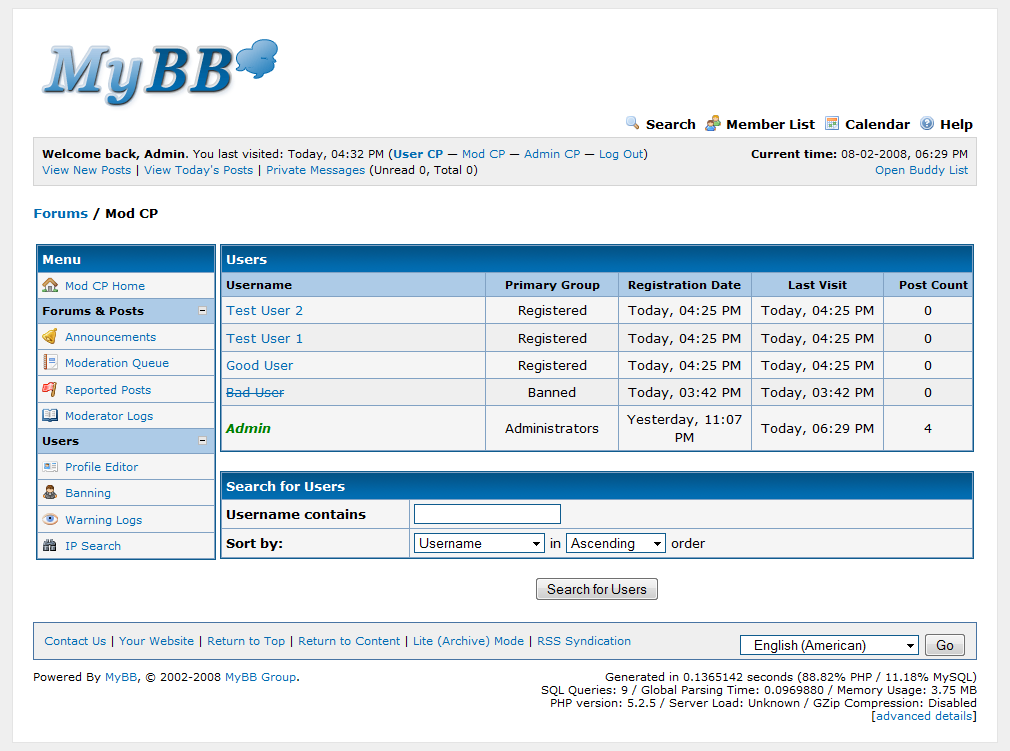 MyBB
Search Member List Calendar Help
Welcome back, Admin. You last visited: Today, 04:32 PM (User CP — Mod CP — Admin CP — Log Out)
Current time: 08-02-2008, 06:29 PM
View New Posts | View Today's Posts | Private Messages (Unread 0, Total 0)
Open Buddy List
Forums / Mod CP
Menu
Mod CP Home
Forums & Posts
Announcements
Moderation Queue
Reported Posts
Moderator Logs
Users
Profile Editor
Banning
Warning Logs
IP Search
Users
Username Primary Group Registration Date Last Visit Post Count
Test User 2 Registered Today, 04:25 PM Today, 04:25 PM 0
Test User 1 Registered Today, 04:25 PM Today, 04:25 PM 0
Good User Registered Today, 04:25 PM Today, 04:25 PM 0
Bad User Banned Today, 03:42 PM Today, 03:42 PM 0
Admin Administrators Yesterday, 11:07 PM Today, 06:29 PM 4
Search for Users
Username contains
Sort by: Username in Ascending order
Search for Users
Contact Us | Your Website | Return to Top | Return to Content | Lite (Archive) Mode | RSS Syndication
English (American) Go
Powered By MyBB, © 2002-2008 MyBB Group.
Generated in 0.1365142 seconds (88.82% PHP / 11.18% MySQL)
SQL Queries: 9 / Global Parsing Time: 0.0969880 / Memory Usage: 3.75 MB
PHP version: 5.2.5 / Server Load: Unknown / GZip Compression: Disabled
[advanced details]